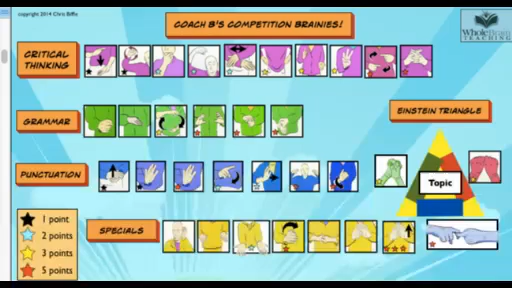 copyright 2014 Chris Biffle
COACH B'S COMPETITION BRAINIES!
Whole Brain
TEACHING
CRITICAL
THINKING
GRAMMAR
EINSTEIN TRIANGLE
PUNCTUATION
Topic
SPECIALS
1 point
2 points
3 points
5 points